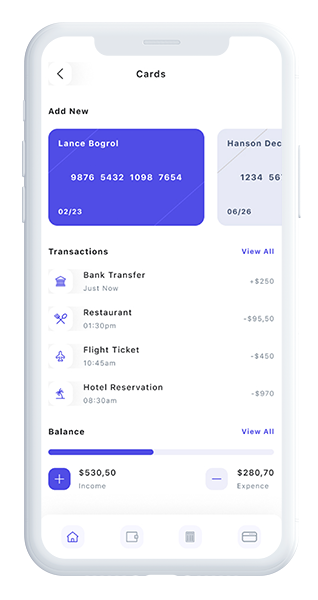 Cards
Add New
Lance Bogrol
9876 5432 1098 7654
02/23
Hanson Dec
1234 56
06/26
Transactions View All
Bank Transfer
Just Now
+$250
Restaurant
01:30pm
-$95,50
Flight Ticket
10:45am
-$450
Hotel Reservation
08:30am
-$970
Balance View All
$530,50
Income
$280,70
Expence